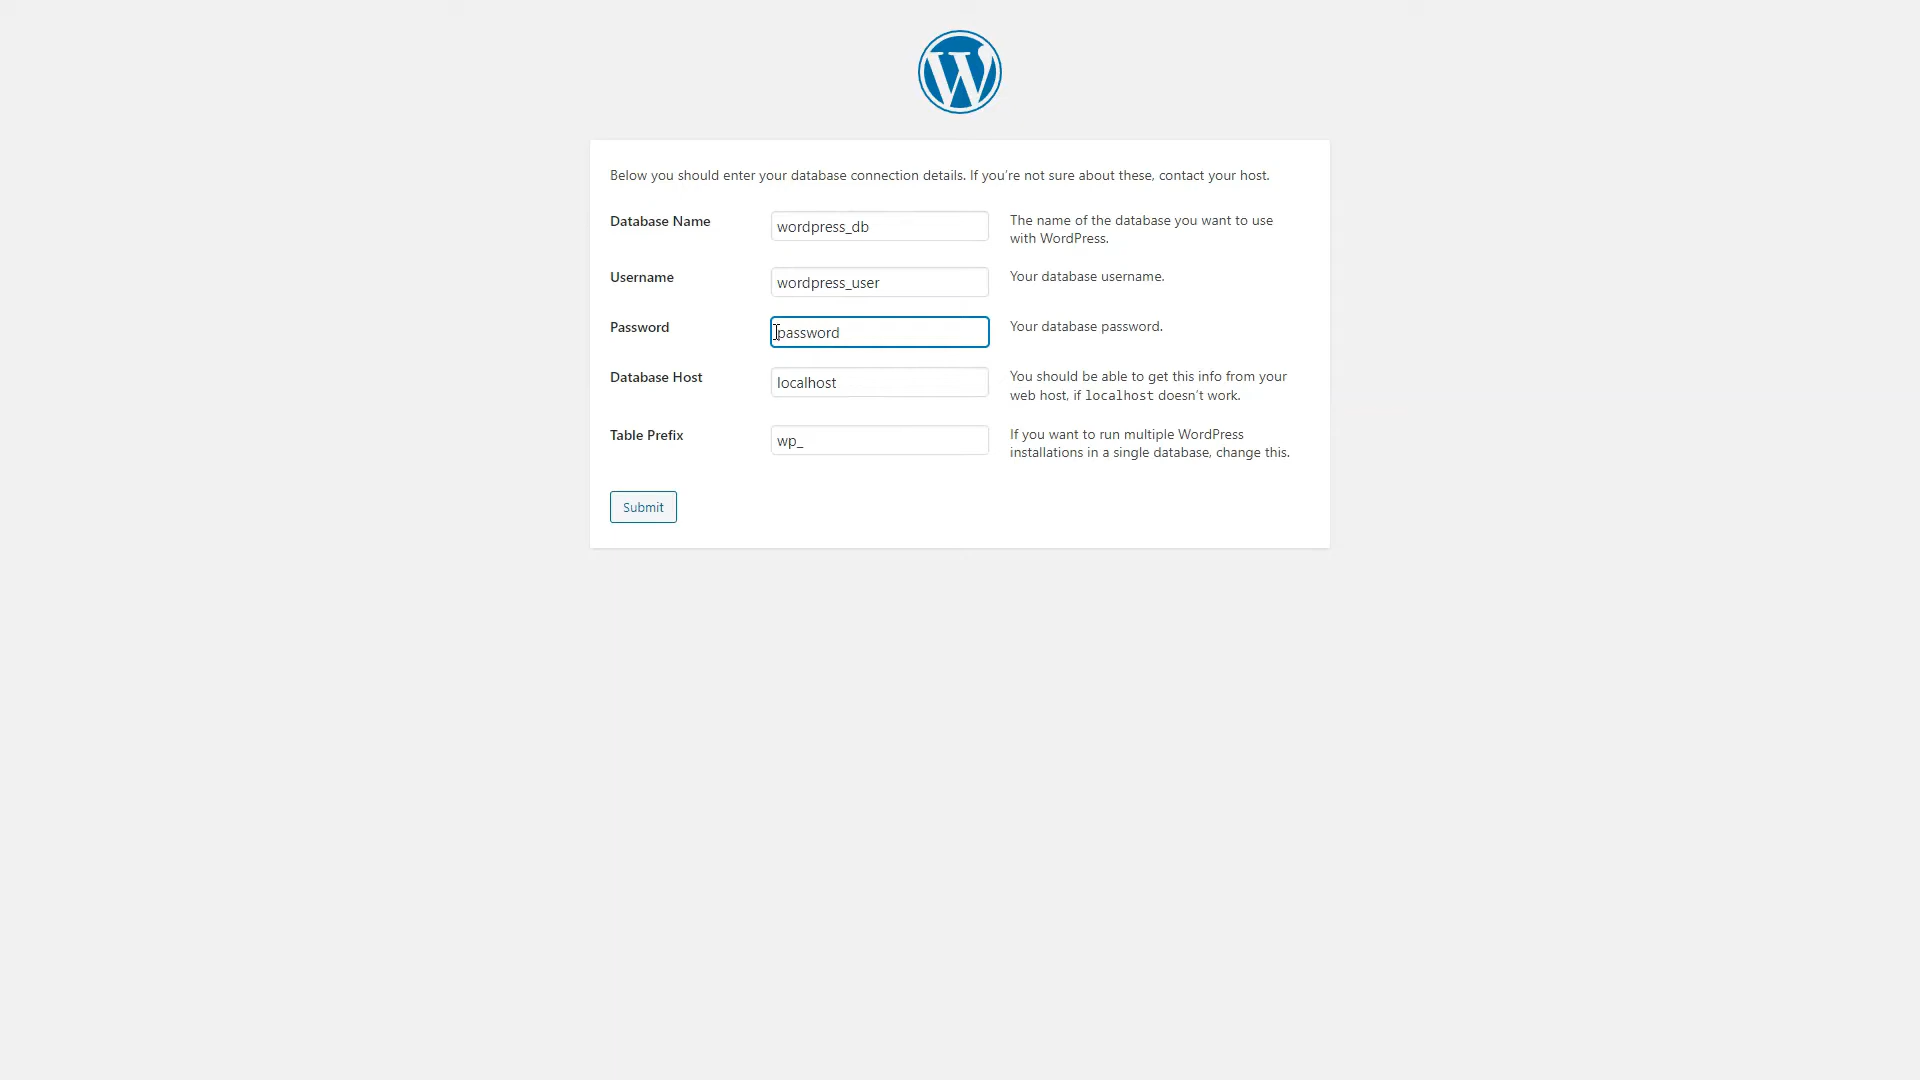 Below you should enter your database connection details. If you’re not sure about these, contact your host.
Database Name
wordpress_db
The name of the database you want to use
with WordPress.
Username
wordpress_user
Your database username.
Password
password
Your database password.
Database Host
localhost
You should be able to get this info from your
web host, if localhost doesn’t work.
Table Prefix
wp_
If you want to run multiple WordPress
installations in a single database, change this.
Submit